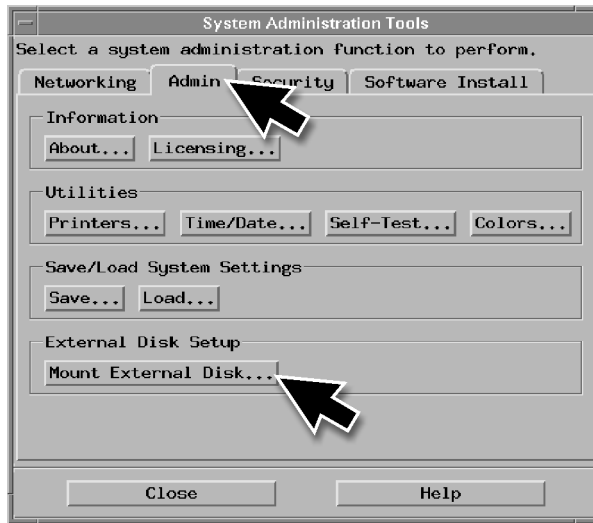 System Administration Tools
Select a system administration function to perform.
Networking Admin Security Software Install
Information
About... Licensing...
Utilities
Printers... Time/Date... Self-Test... Colors...
Save/Load System Settings
Save... Load...
External Disk Setup
Mount External Disk...
Close Help